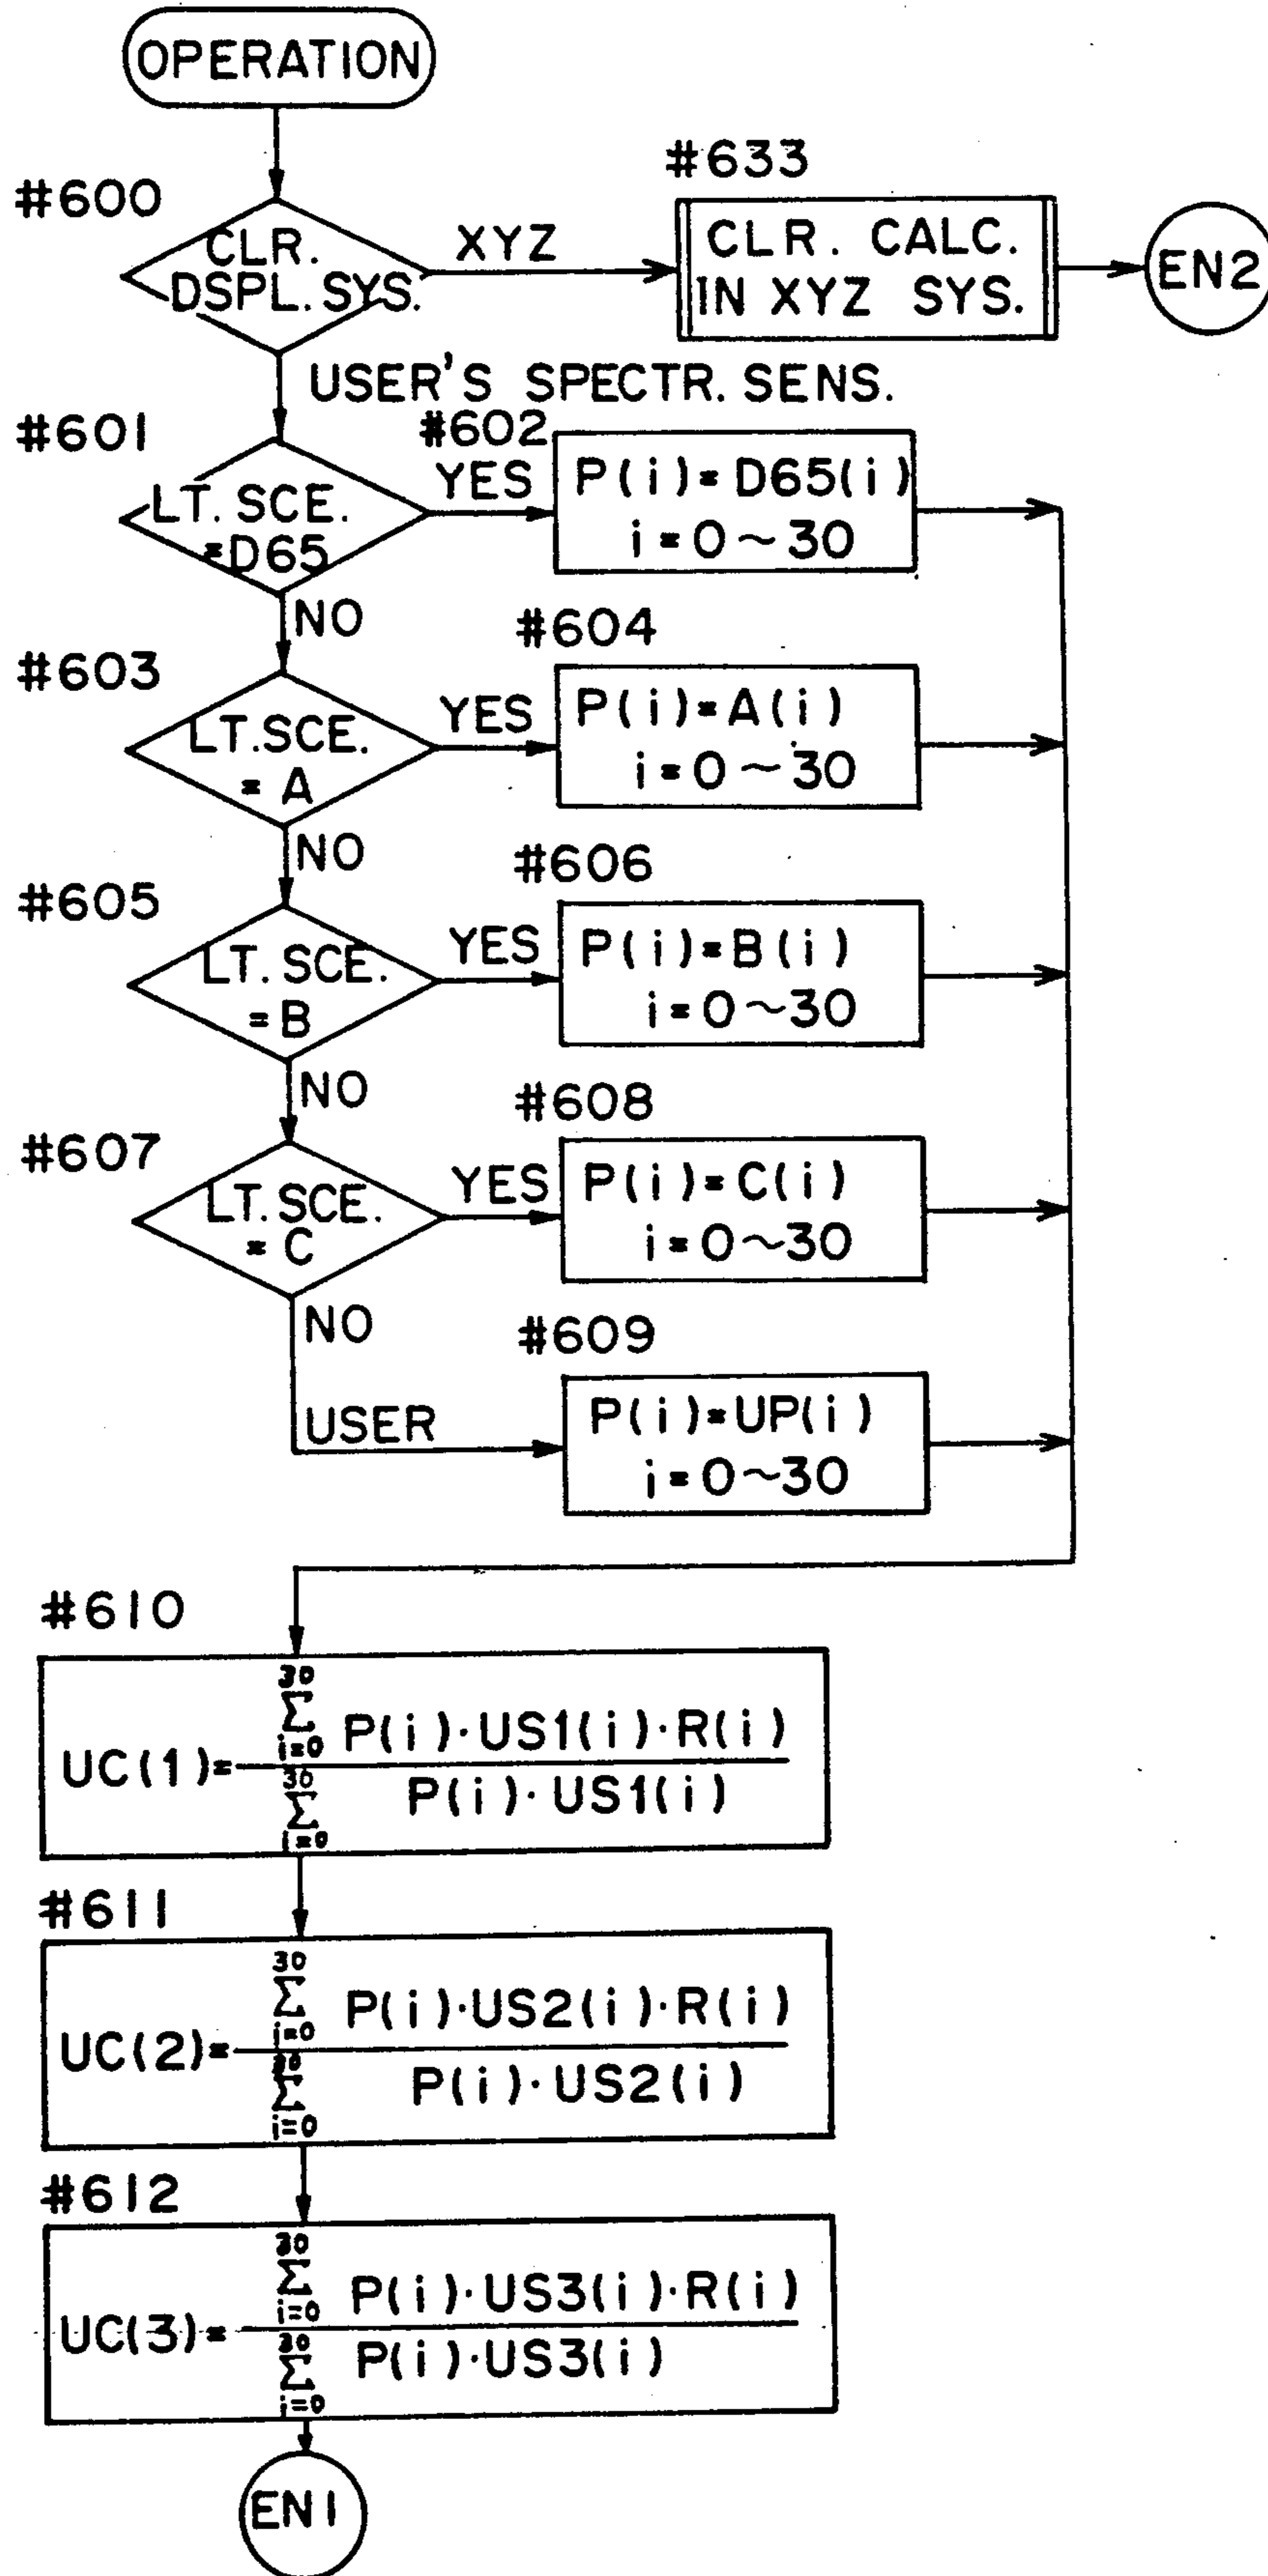 OPERATION
#600
CLR.
DSPL. SYS.
XYZ
#633
CLR. CALC.
IN XYZ SYS.
EN2
USER'S SPECTR. SENS.
#601
LT. SCE.
=D65
YES
#602
P(i)=D65(i)
i=0~30
NO
#603
LT.SCE.
= A
YES
#604
P(i)=A(i)
i=0~30
NO
#605
LT. SCE.
=B
YES
#606
P(i)=B(i)
i=0~30
NO
#607
LT. SCE.
= C
YES
#608
P(i)=C(i)
i=0~30
NO
USER
#609
P(i)=UP(i)
i=0~30
#610
30
Σ P(i)·US1(i)·R(i)
i=0
UC(1)=
30
Σ P(i)·US1(i)
i=0
#611
30
Σ P(i)·US2(i)·R(i)
i=0
UC(2)=
30
Σ P(i)·US2(i)
i=0
#612
30
Σ P(i)·US3(i)·R(i)
i=0
UC(3)=
30
Σ P(i)·US3(i)
i=0
EN1